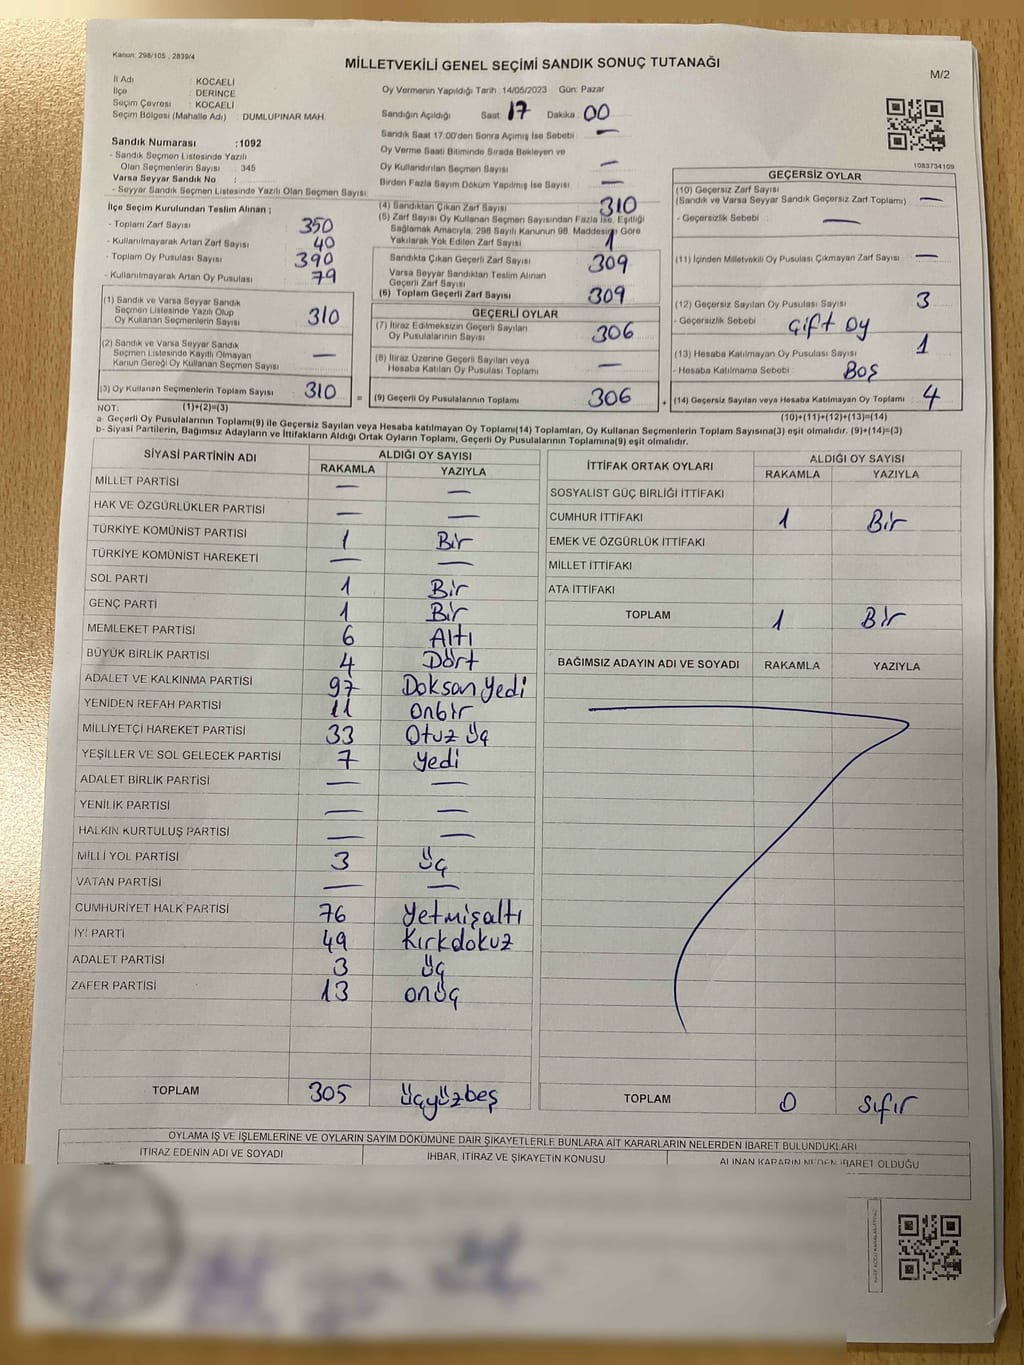 Kanun: 298/105 , 2839/4
MİLLETVEKİLİ GENEL SEÇİMİ SANDIK SONUÇ TUTANAĞI
M/2
İl Adı : KOCAELİ
İlçe : DERİNCE
Seçim Çevresi : KOCAELİ
Seçim Bölgesi (Mahalle Adı) : DUMLUPINAR MAH.
Sandık Numarası :1092
- Sandık Seçmen Listesinde Yazılı
Olan Seçmenlerin Sayısı : 345
Varsa Seyyar Sandık No :
- Seyyar Sandık Seçmen Listesinde Yazılı Olan Seçmen Sayısı:
İlçe Seçim Kurulundan Teslim Alınan ;
- Toplam Zarf Sayısı : 350
- Kullanılmayarak Artan Zarf Sayısı : 40
- Toplam Oy Pusulası Sayısı : 390
- Kullanılmayarak Artan Oy Pusulası : 79
(1) Sandık ve Varsa Seyyar Sandık
Seçmen Listesinde Yazılı Olup
Oy Kullanan Seçmenlerin Sayısı : 310
(2) Sandık ve Varsa Seyyar Sandık
Seçmen Listesinde Kayıtlı Olmayan
Kanun Gereği Oy Kullanan Seçmen Sayısı : —
(3) Oy Kullanan Seçmenlerin Toplam Sayısı : 310
(1)+(2)=(3)
Oy Vermenin Yapıldığı Tarih :14/05/2023 Gün: Pazar
Sandığın Açıldığı Saat: 17 Dakika: 00
Sandık Saat 17:00'den Sonra Açımış İse Sebebi : —
Oy Verme Saati Bitiminde Sırada Bekleyen ve
Oy Kullandırılan Seçmen Sayısı : —
Birden Fazla Sayım Döküm Yapılmış İse Sayısı : —
(4) Sandıktan Çıkan Zarf Sayısı : 310
(5) Zarf Sayısı Oy Kullanan Seçmen Sayısından Fazla İse, Eşitliği
Sağlamak Amacıyla, 298 Sayılı Kanunun 98. Maddesine Göre
Yakılarak Yok Edilen Zarf Sayısı : 1
Sandıkta Çıkan Geçerli Zarf Sayısı : 309
Varsa Seyyar Sandıktan Teslim Alınan
Geçerli Zarf Sayısı :
(6) Toplam Geçerli Zarf Sayısı : 309
GEÇERLİ OYLAR
(7) İtiraz Edilmeksizin Geçerli Sayılan
Oy Pusulalarının Sayısı : 306
(8) İtiraz Üzerine Geçerli Sayılan veya
Hesaba Katılan Oy Pusulası Toplamı : —
= (9) Geçerli Oy Pusulalarının Toplamı : 306
1083734109
GEÇERSİZ OYLAR
(10) Geçersiz Zarf Sayısı
(Sandık ve Varsa Seyyar Sandık Geçersiz Zarf Toplamı) : —
- Geçersizlik Sebebi : —
(11) İçinden Milletvekili Oy Pusulası Çıkmayan Zarf Sayısı : —
(12) Geçersiz Sayılan Oy Pusulası Sayısı : 3
- Geçersizlik Sebebi : Çift oy
(13) Hesaba Katılmayan Oy Pusulası Sayısı : 1
- Hesaba Katılmama Sebebi : Boş
+ (14) Geçersiz Sayılan veya Hesaba Katılmayan Oy Toplamı : 4
(10)+(11)+(12)+(13)=(14)
NOT:
a- Geçerli Oy Pusulalarının Toplamı(9) ile Geçersiz Sayılan veya Hesaba katılmayan Oy Toplamı(14) Toplamları, Oy Kullanan Seçmenlerin Toplam Sayısına(3) eşit olmalıdır. (9)+(14)=(3)
b- Siyasi Partilerin, Bağımsız Adayların ve İttifakların Aldığı Ortak Oyların Toplamı, Geçerli Oy Pusulalarının Toplamına(9) eşit olmalıdır.
SİYASİ PARTİNİN ADI ALDIĞI OY SAYISI
RAKAMLA YAZIYLA
MİLLET PARTİSİ — —
HAK VE ÖZGÜRLÜKLER PARTİSİ — —
TÜRKİYE KOMÜNİST PARTİSİ 1 Bir
TÜRKİYE KOMÜNİST HAREKETİ — —
SOL PARTİ 1 Bir
GENÇ PARTİ 1 Bir
MEMLEKET PARTİSİ 6 Altı
BÜYÜK BİRLİK PARTİSİ 4 Dört
ADALET VE KALKINMA PARTİSİ 97 Doksan yedi
YENİDEN REFAH PARTİSİ 11 onbir
MİLLİYETÇİ HAREKET PARTİSİ 33 Otuz üç
YEŞİLLER VE SOL GELECEK PARTİSİ 7 yedi
ADALET BİRLİK PARTİSİ — —
YENİLİK PARTİSİ — —
HALKIN KURTULUŞ PARTİSİ — —
MİLLİ YOL PARTİSİ 3 üç
VATAN PARTİSİ — —
CUMHURİYET HALK PARTİSİ 76 yetmişaltı
İYİ PARTİ 49 Kırkdokuz
ADALET PARTİSİ 3 üç
ZAFER PARTİSİ 13 onüç
TOPLAM 305 üçyüzbeş
İTTİFAK ORTAK OYLARI ALDIĞI OY SAYISI
RAKAMLA YAZIYLA
SOSYALİST GÜÇ BİRLİĞİ İTTİFAKI
CUMHUR İTTİFAKI 1 Bir
EMEK VE ÖZGÜRLÜK İTTİFAKI
MİLLET İTTİFAKI
ATA İTTİFAKI
TOPLAM 1 Bir
BAĞIMSIZ ADAYIN ADI VE SOYADI RAKAMLA YAZIYLA
TOPLAM 0 Sıfır
OYLAMA İŞ VE İŞLEMLERİNE VE OYLARIN SAYIM DÖKÜMÜNE DAİR ŞİKAYETLERLE BUNLARA AİT KARARLARIN NELERDEN İBARET BULUNDUKLARI
İTİRAZ EDENİN ADI VE SOYADI İHBAR, İTİRAZ VE ŞİKAYETİN KONUSU ALINAN KARARIN NEDEN İBARET OLDUĞU